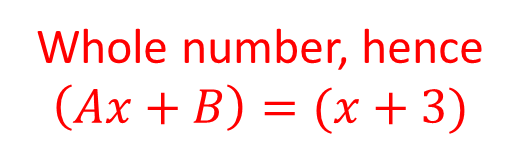 Whole number, hence
(Ax + B) = (x + 3)